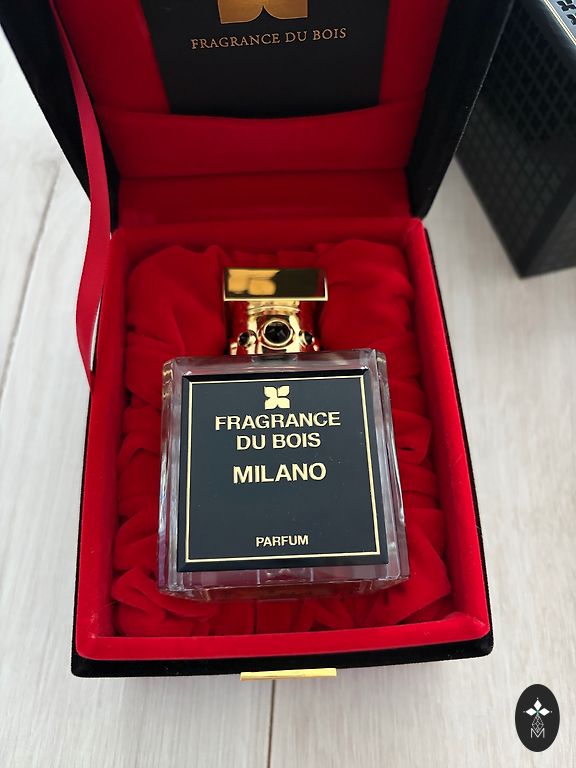 FRAGRANCE DU BOIS
FRAGRANCE
DU BOIS
MILANO
PARFUM
M